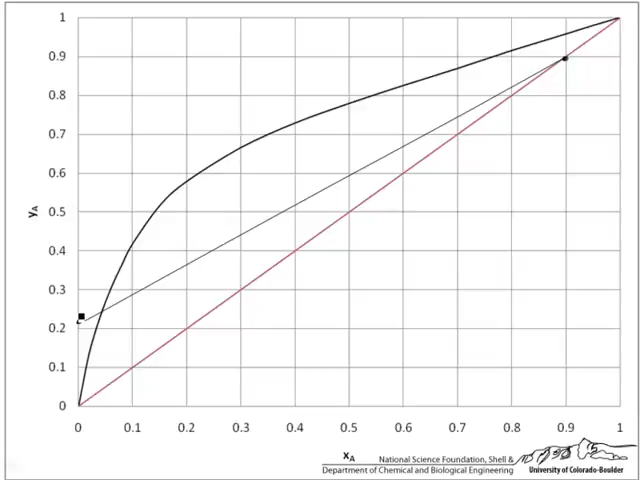 1
0.9
0.8
0.7
0.6
0.5
0.4
0.3
0.2
0.1
0
yA
0 0.1 0.2 0.3 0.4 0.5 0.6 0.7 0.8 0.9 1
xA
National Science Foundation, Shell &
Department of Chemical and Biological Engineering
University of Colorado-Boulder